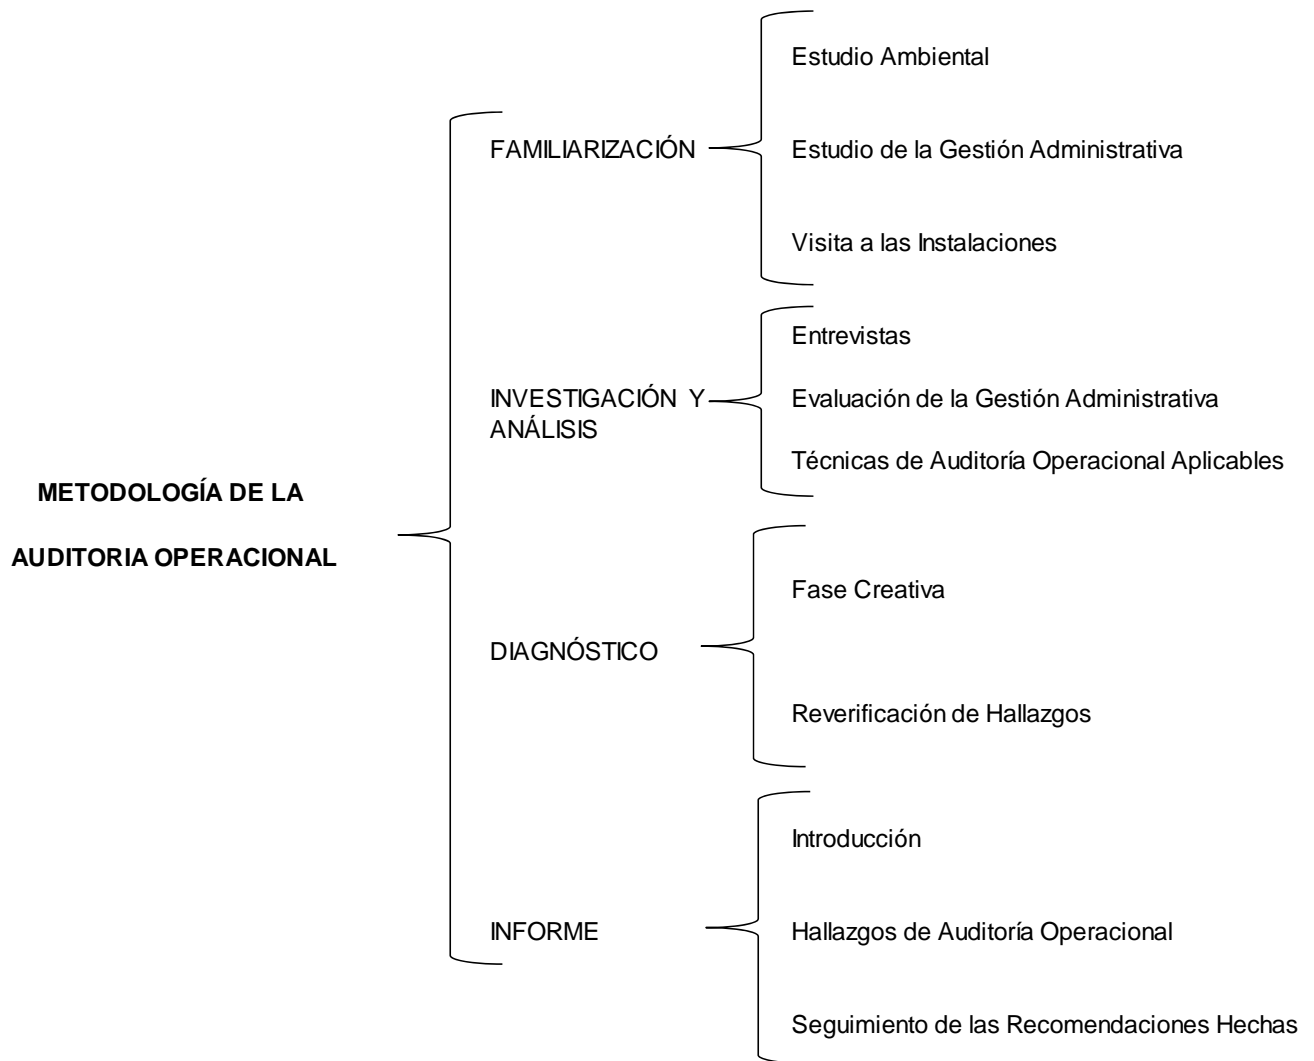 METODOLOGÍA DE LA
AUDITORIA OPERACIONAL
FAMILIARIZACIÓN
Estudio Ambiental
Estudio de la Gestión Administrativa
Visita a las Instalaciones
INVESTIGACIÓN Y
ANÁLISIS
Entrevistas
Evaluación de la Gestión Administrativa
Técnicas de Auditoría Operacional Aplicables
DIAGNÓSTICO
Fase Creativa
Reverificación de Hallazgos
INFORME
Introducción
Hallazgos de Auditoría Operacional
Seguimiento de las Recomendaciones Hechas